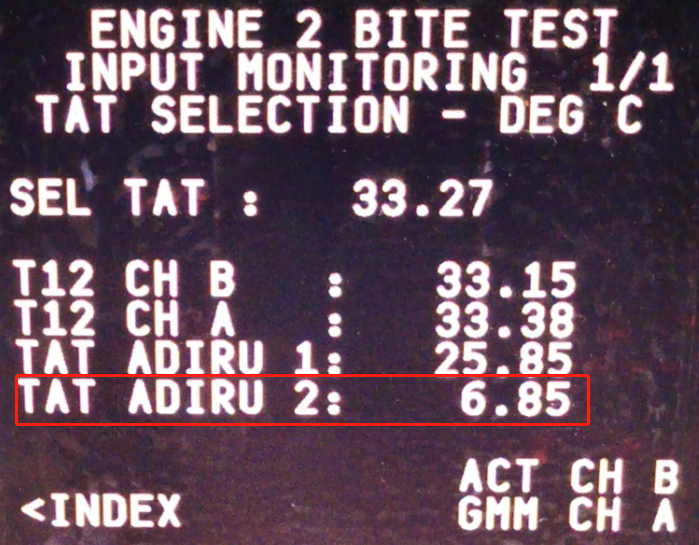 ENGINE 2 BITE TEST
INPUT MONITORING 1/1
TAT SELECTION - DEG C
SEL TAT : 33.27
T12 CH B : 33.15
T12 CH A : 33.38
TAT ADIRU 1: 25.85
TAT ADIRU 2: 6.85
ACT CH B
<INDEX GMM CH A